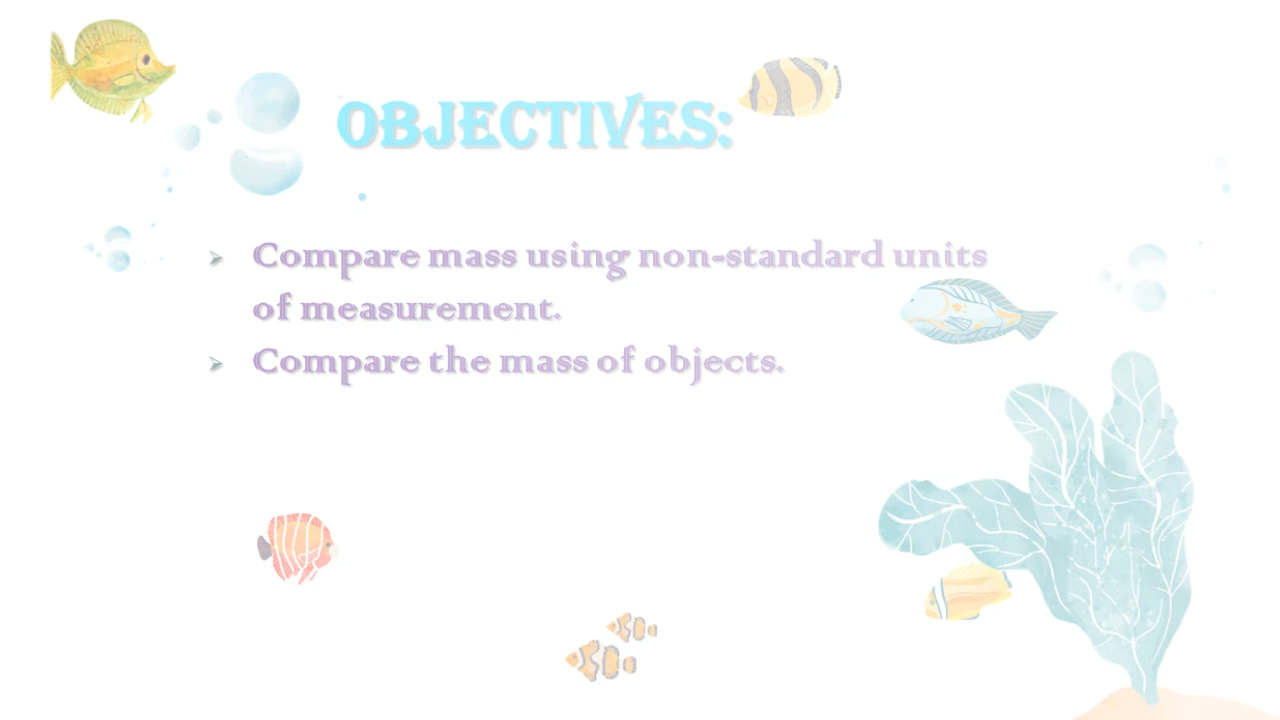 OBJECTIVES:
Compare mass using non-standard units
of measurement.
Compare the mass of objects.